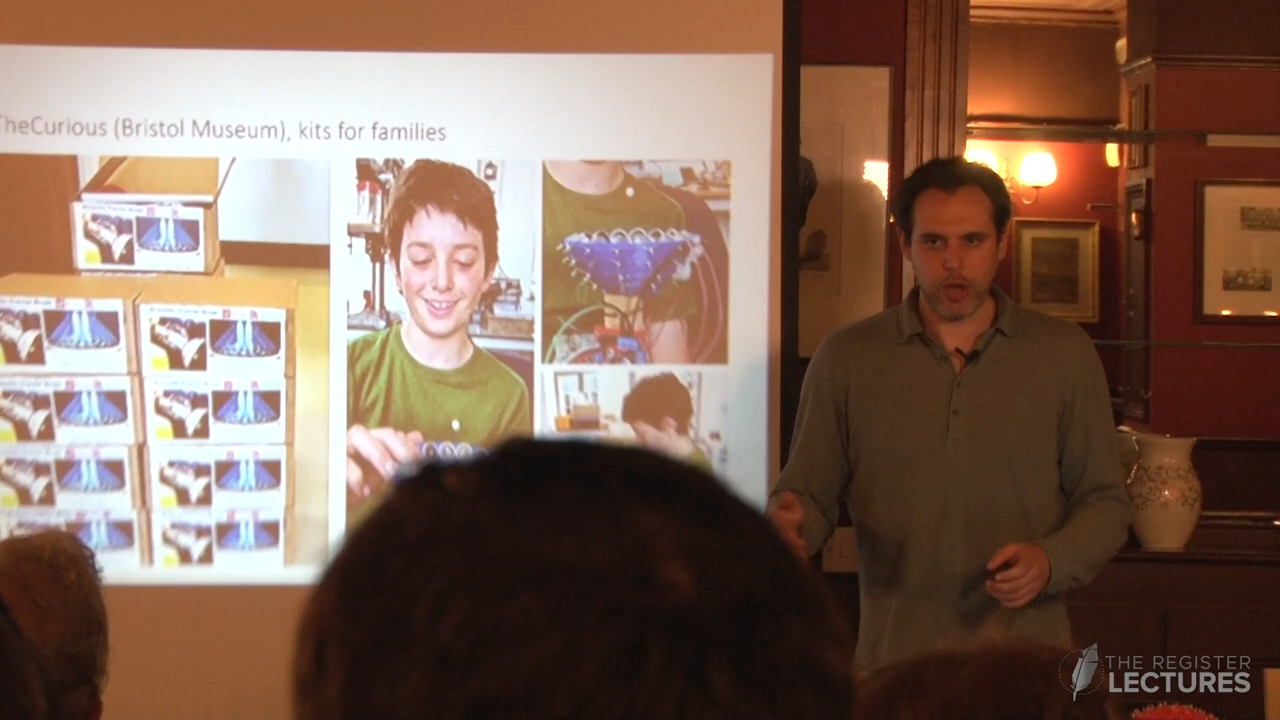 TheCurious (Bristol Museum), kits for families
THE REGISTER
LECTURES